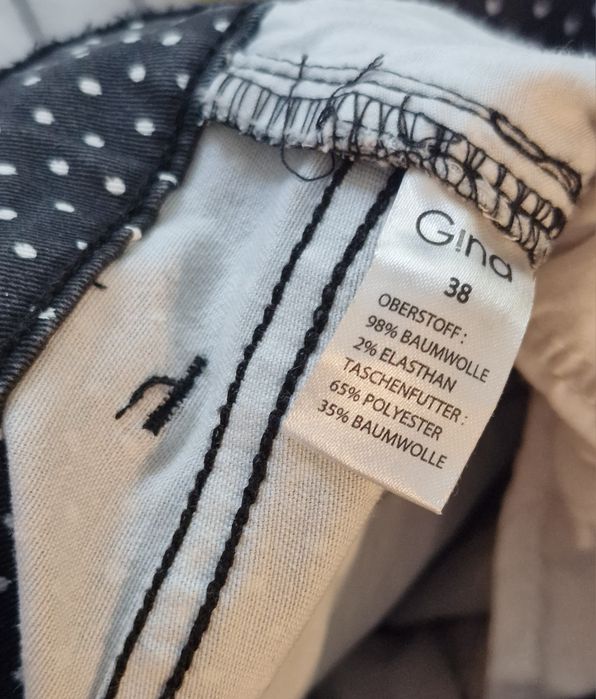 Gina
38
OBERSTOFF:
98% BAUMWOLLE
2% ELASTHAN
TASCHENFUTTER:
65% POLYESTER
35% BAUMWOLLE